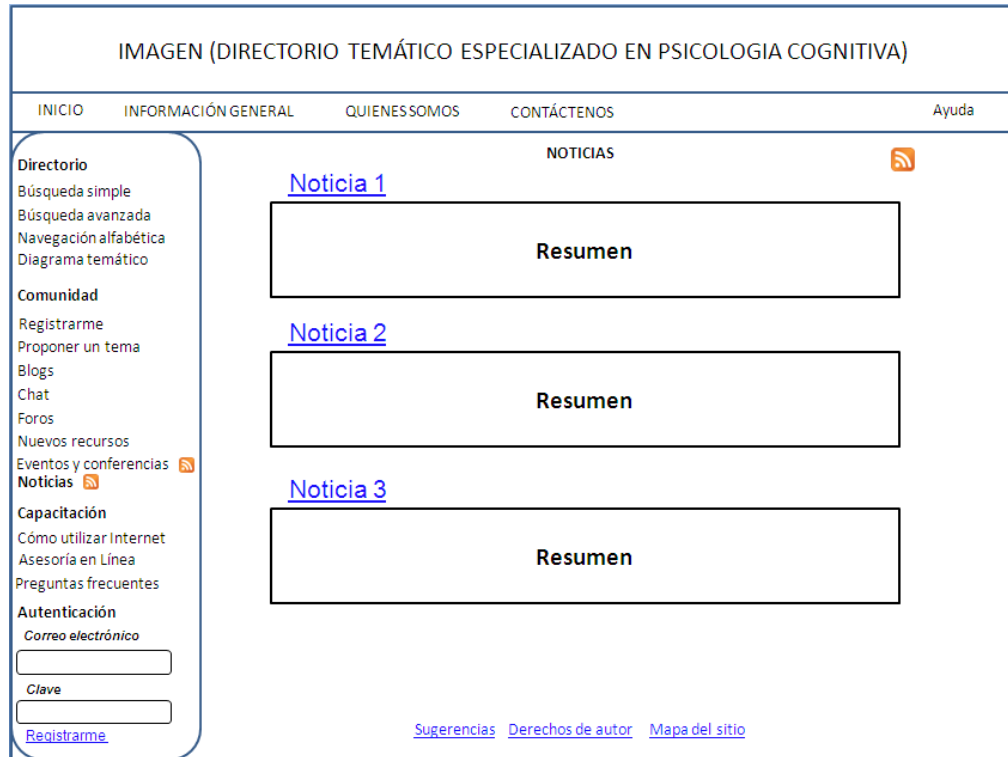 IMAGEN (DIRECTORIO TEMÁTICO ESPECIALIZADO EN PSICOLOGIA COGNITIVA)
INICIO INFORMACIÓN GENERAL QUIENES SOMOS CONTÁCTENOS Ayuda
Directorio
Búsqueda simple
Búsqueda avanzada
Navegación alfabética
Diagrama temático
Comunidad
Registrarme
Proponer un tema
Blogs
Chat
Foros
Nuevos recursos
Eventos y conferencias
Noticias
Capacitación
Cómo utilizar Internet
Asesoría en Línea
Preguntas frecuentes
Autenticación
Correo electrónico
Clave
Registrarme
NOTICIAS
Noticia 1
Resumen
Noticia 2
Resumen
Noticia 3
Resumen
Sugerencias Derechos de autor Mapa del sitio